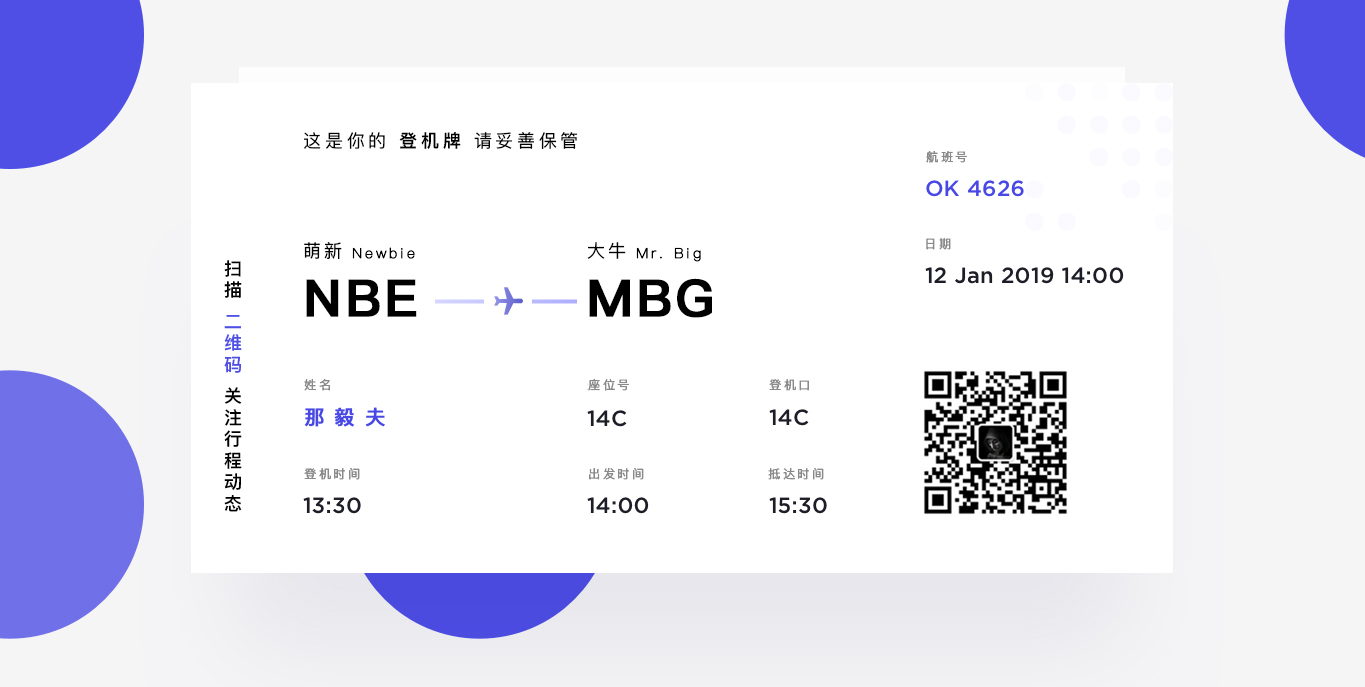 这是你的 登机牌 请妥善保管
航班号
OK 4626
日期
12 Jan 2019 14:00
萌新 Newbie
大牛 Mr. Big
NBE
MBG
扫描 二维码 关注行程动态
姓名
座位号
登机口
那 毅 夫
14C
14C
登机时间
出发时间
抵达时间
13:30
14:00
15:30